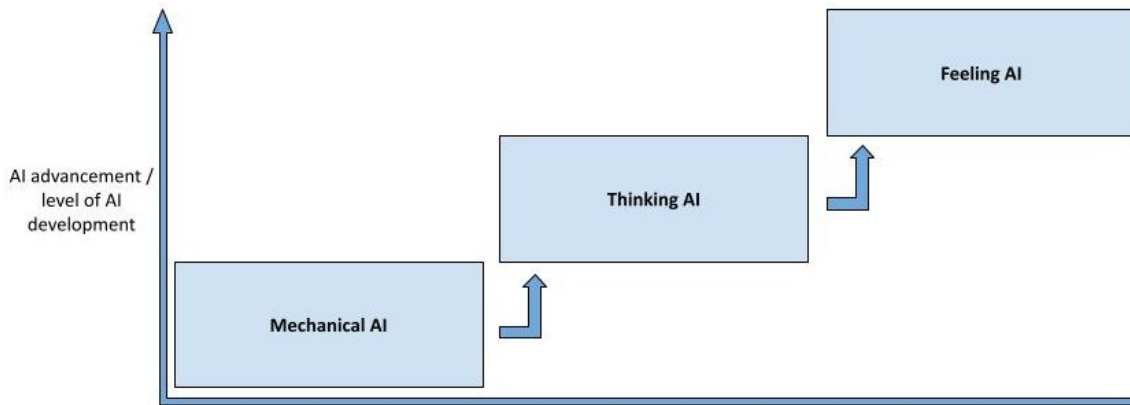 Feeling AI
Thinking AI
AI advancement /
level of AI
development
Mechanical AI